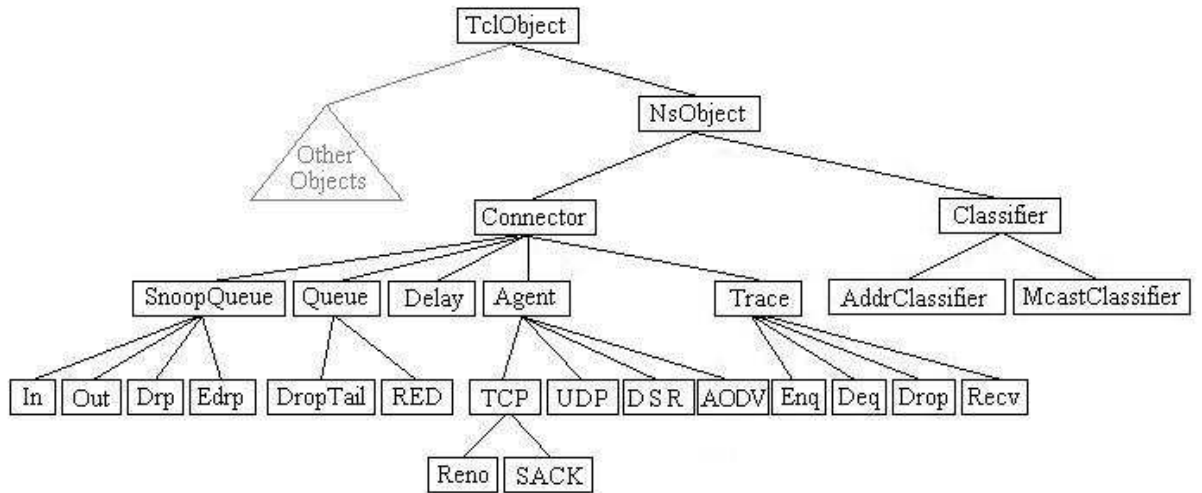 TclObject
NsObject
Other
Objects
Connector
Classifier
SnoopQueue
Queue
Delay
Agent
Trace
AddrClassifier
McastClassifier
In
Out
Drp
Edrp
DropTail
RED
TCP
UDP
DSR
AODV
Enq
Deq
Drop
Recv
Reno
SACK